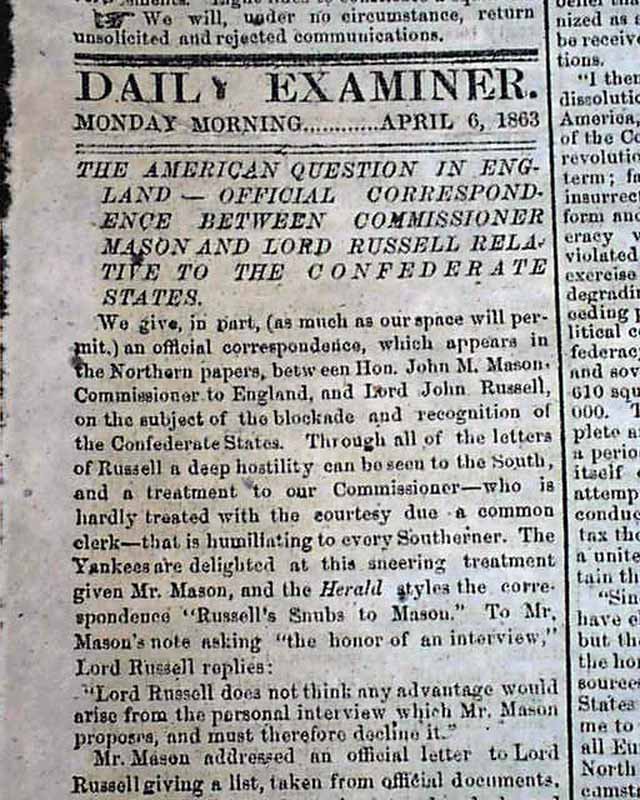 ☞ We will, under no circumstance, return
unsolicited and rejected communications.
DAILY EXAMINER.
MONDAY MORNING............APRIL 6, 1863
THE AMERICAN QUESTION IN ENG-
LAND — OFFICIAL CORRESPOND-
ENCE BETWEEN COMMISSIONER
MASON AND LORD RUSSELL RELA-
TIVE TO THE CONFEDERATE
STATES.
We give, in part, (as much as our space will per-
mit,) an official correspondence, which appears in
the Northern papers, between Hon. John M. Mason,
Commissioner to England, and Lord John Russell,
on the subject of the blockade and recognition of
the Confederate States. Through all of the letters
of Russell a deep hostility can be seen to the South,
and a treatment to our Commissioner—who is
hardly treated with the courtesy due a common
clerk—that is humiliating to every Southerner. The
Yankees are delighted at this sneering treatment
given Mr. Mason, and the Herald styles the corre-
spondence "Russell's Snubs to Mason." To Mr.
Mason's note asking "the honor of an interview,"
Lord Russell replies:
"Lord Russell does not think any advantage would
arise from the personal interview which Mr. Mason
proposes, and must therefore decline it."
Mr. Mason addressed an official letter to Lord
Russell giving a list, taken from official documents,
nized as
be receive
tions.
"I ther
dissolutio
America,
of the Co
revolutio
term; fa
insurrect
form and
eracy v
violated
exercise
degradin
ceding p
litical co
federacy
and sov
610 squ
000. T
plete a
a perio
itself
attemp
conduc
tax the
a unite
tain th
"Sin
have e
but th
the ho
source
States
me to
all Eu
North